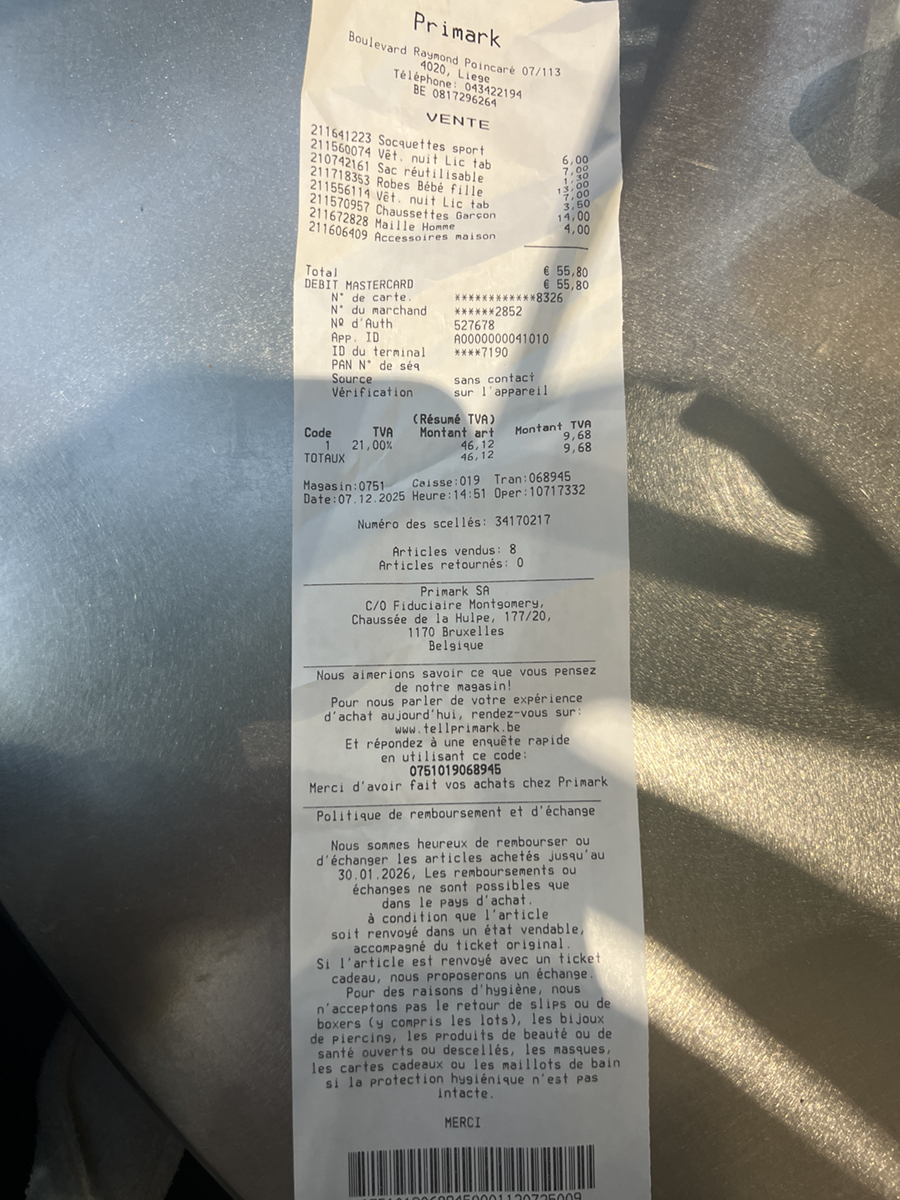 Primark
Boulevard Raymond Poincaré 07/113
4020, Liege
Téléphone: 043422194
BE 0817296264
VENTE
211641223 Socquettes sport 6,00
211560074 Vêt. nuit Lic tab 7,00
210742161 Sac réutilisable 1,30
211718353 Robes Bébé fille 13,00
211556114 Vêt. nuit Lic tab 7,00
211570957 Chaussettes Garcon 3,50
211672828 Maille Homme 14,00
211606409 Accessoires maison 4,00
Total € 55,80
DEBIT MASTERCARD € 55,80
N° de carte. ************8326
N° du marchand ******2852
Nº d'Auth 527678
App. ID A0000000041010
ID du terminal ****7190
PAN N° de séq
Source sans contact
Vérification sur l'appareil
(Résumé TVA)
Code TVA Montant art Montant TVA
1 21,00% 46,12 9,68
TOTAUX 46,12 9,68
Magasin:0751 Caisse:019 Tran:068945
Date:07.12.2025 Heure:14:51 Oper:10717332
Numéro des scellés: 34170217
Articles vendus: 8
Articles retournés: 0
Primark SA
C/O Fiduciaire Montgomery,
Chaussée de la Hulpe, 177/20,
1170 Bruxelles
Belgique
Nous aimerions savoir ce que vous pensez
de notre magasin!
Pour nous parler de votre expérience
d'achat aujourd'hui, rendez-vous sur:
www.tellprimark.be
Et répondez à une enquête rapide
en utilisant ce code:
0751019068945
Merci d'avoir fait vos achats chez Primark
Politique de remboursement et d'échange
Nous sommes heureux de rembourser ou
d'échanger les articles achetés jusqu'au
30.01.2026, Les remboursements ou
échanges ne sont possibles que
dans le pays d'achat.
à condition que l'article
soit renvoyé dans un état vendable,
accompagné du ticket original.
Si l'article est renvoyé avec un ticket
cadeau, nous proposerons un échange.
Pour des raisons d'hygiène, nous
n'acceptons pas le retour de slips ou de
boxers (y compris les lots), les bijoux
de piercing, les produits de beauté ou de
santé ouverts ou descellés, les masques,
les cartes cadeaux ou les maillots de bain
si la protection hygiénique n'est pas
intacte.
MERCI